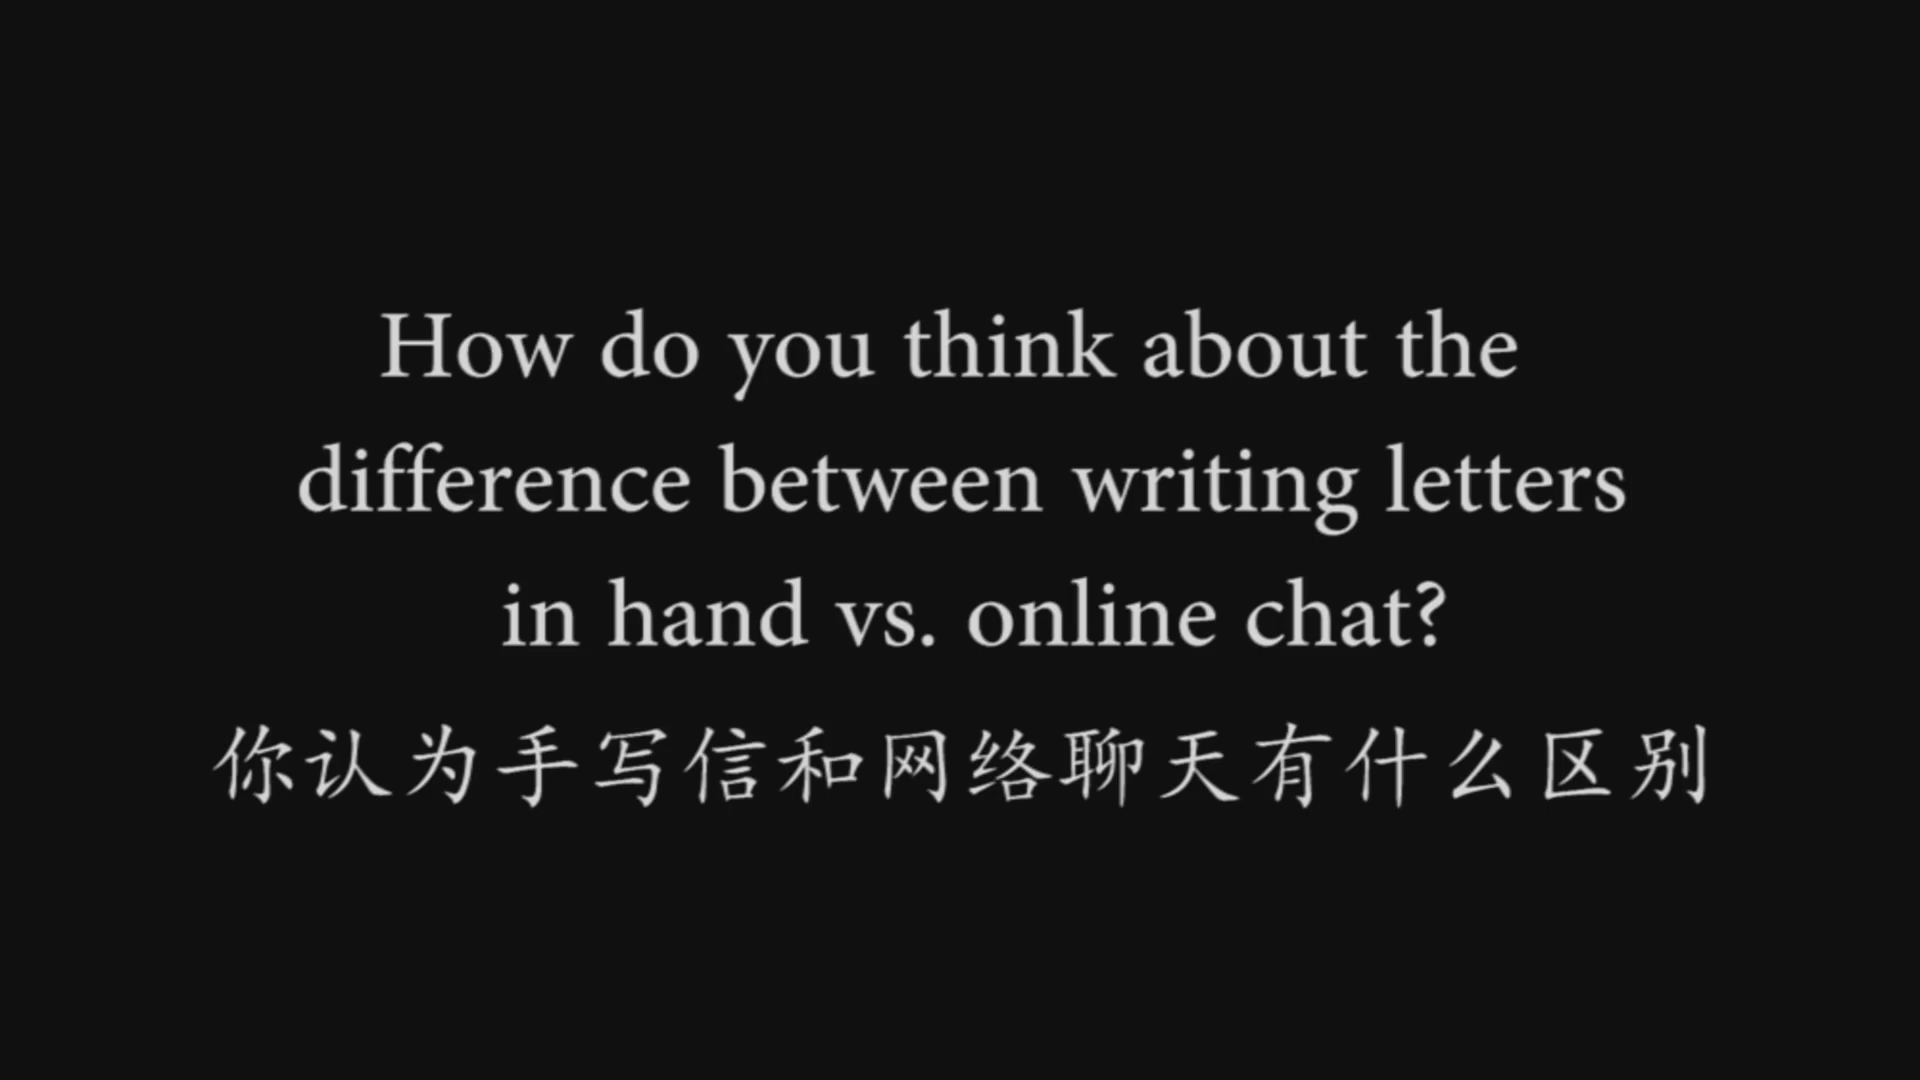 How do you think about the
difference between writing letters
in hand vs. online chat?
你认为手写信和网络聊天有什么区别